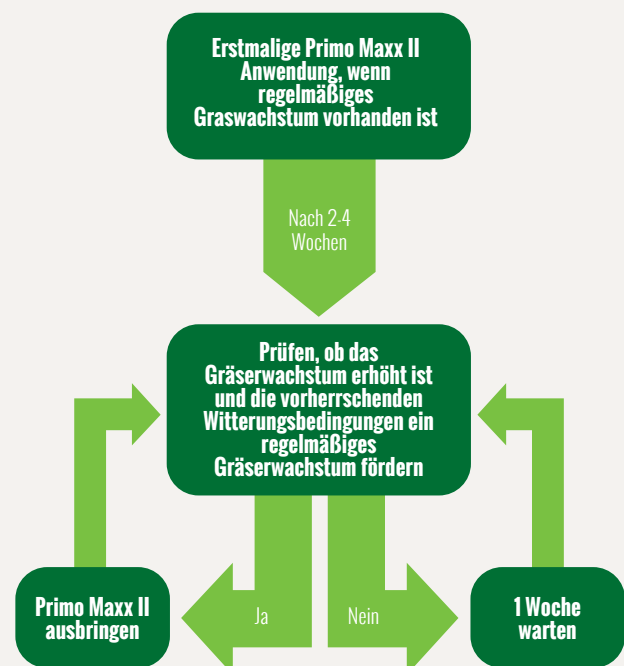 Erstmalige Primo Maxx II
Anwendung, wenn
regelmäßiges
Graswachstum vorhanden ist
Nach 2-4
Wochen
Prüfen, ob das
Gräserwachstum erhöht ist
und die vorherrschenden
Witterungsbedingungen ein
regelmäßiges
Gräserwachstum fördern
Ja
Nein
Primo Maxx II
ausbringen
1 Woche
warten